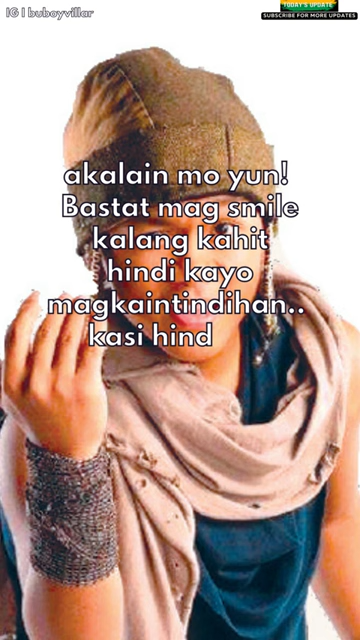 IG | buboyvillar
TODAY'S UPDATE
SUBSCRIBE FOR MORE UPDATES
akalain mo yun!
Bastat mag smile
kalang kahit
hindi kayo
magkaintindihan..
kasi hind